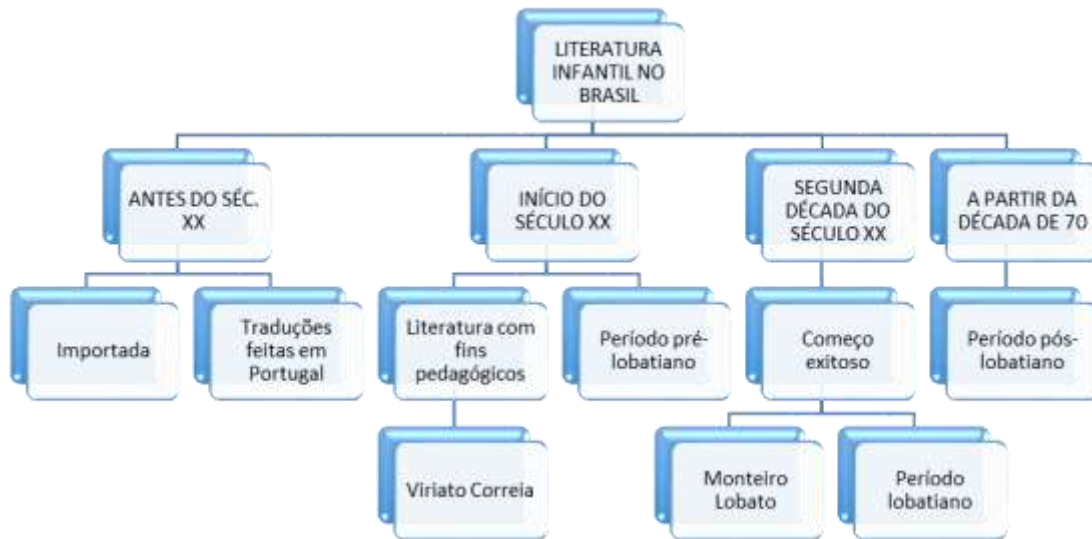 LITERATURA
INFANTIL NO
BRASIL
ANTES DO SÉC.
XX
INÍCIO DO
SÉCULO XX
SEGUNDA
DÉCADA DO
SÉCULO XX
A PARTIR DA
DÉCADA DE 70
Importada
Traduções
feitas em
Portugal
Literatura com
fins
pedagógicos
Período pré-
lobatiano
Começo
exitoso
Período pós-
lobatiano
Viriato Correia
Monteiro
Lobato
Período
lobatiano